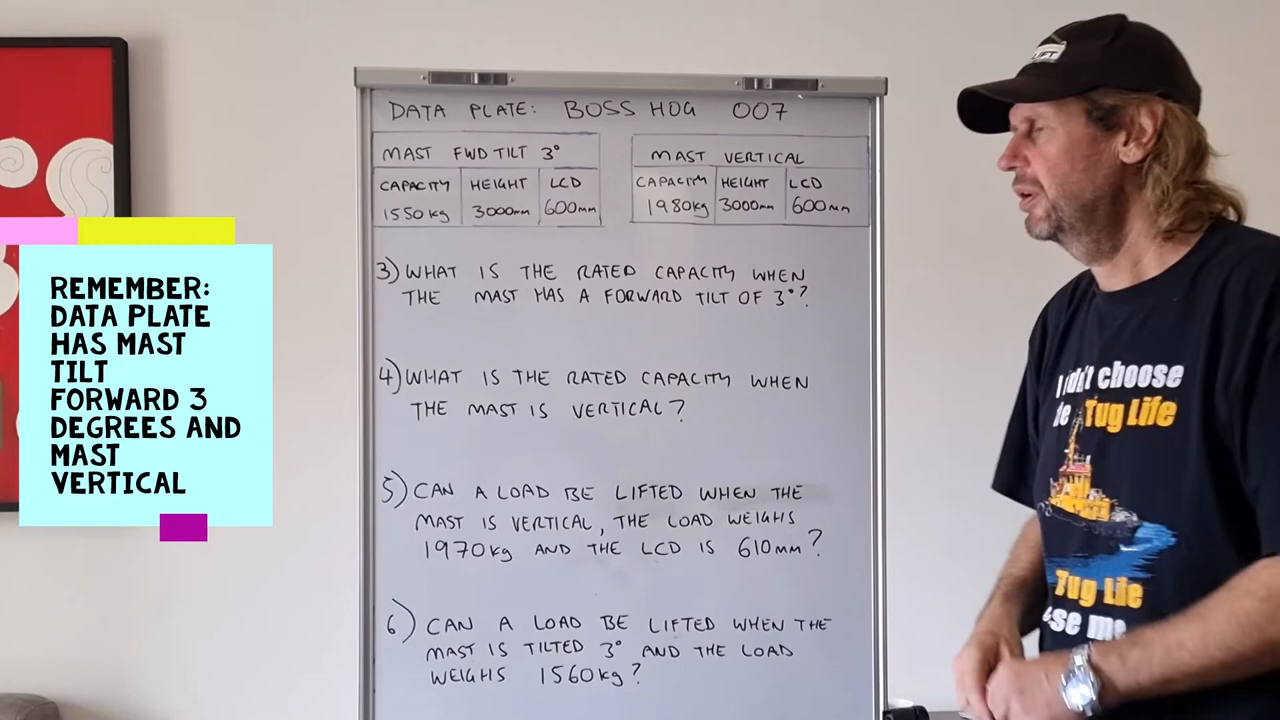 DATA PLATE: BOSS HOG 007
MAST FWD TILT 3°
CAPACITY HEIGHT LCD
1550kg 3000mm 600mm
MAST VERTICAL
CAPACITY HEIGHT LCD
1980kg 3000mm 600mm
3) WHAT IS THE RATED CAPACITY WHEN
THE MAST HAS A FORWARD TILT OF 3°?
4) WHAT IS THE RATED CAPACITY WHEN
THE MAST IS VERTICAL?
5) CAN A LOAD BE LIFTED WHEN THE
MAST IS VERTICAL, THE LOAD WEIGHS
1970kg AND THE LCD IS 610mm?
6) CAN A LOAD BE LIFTED WHEN THE
MAST IS TILTED 3° AND THE LOAD
WEIGHS 1560kg?
REMEMBER:
DATA PLATE
HAS MAST
TILT
FORWARD 3
DEGREES AND
MAST
VERTICAL
I didn't choose
Tug Life
Tug Life
me